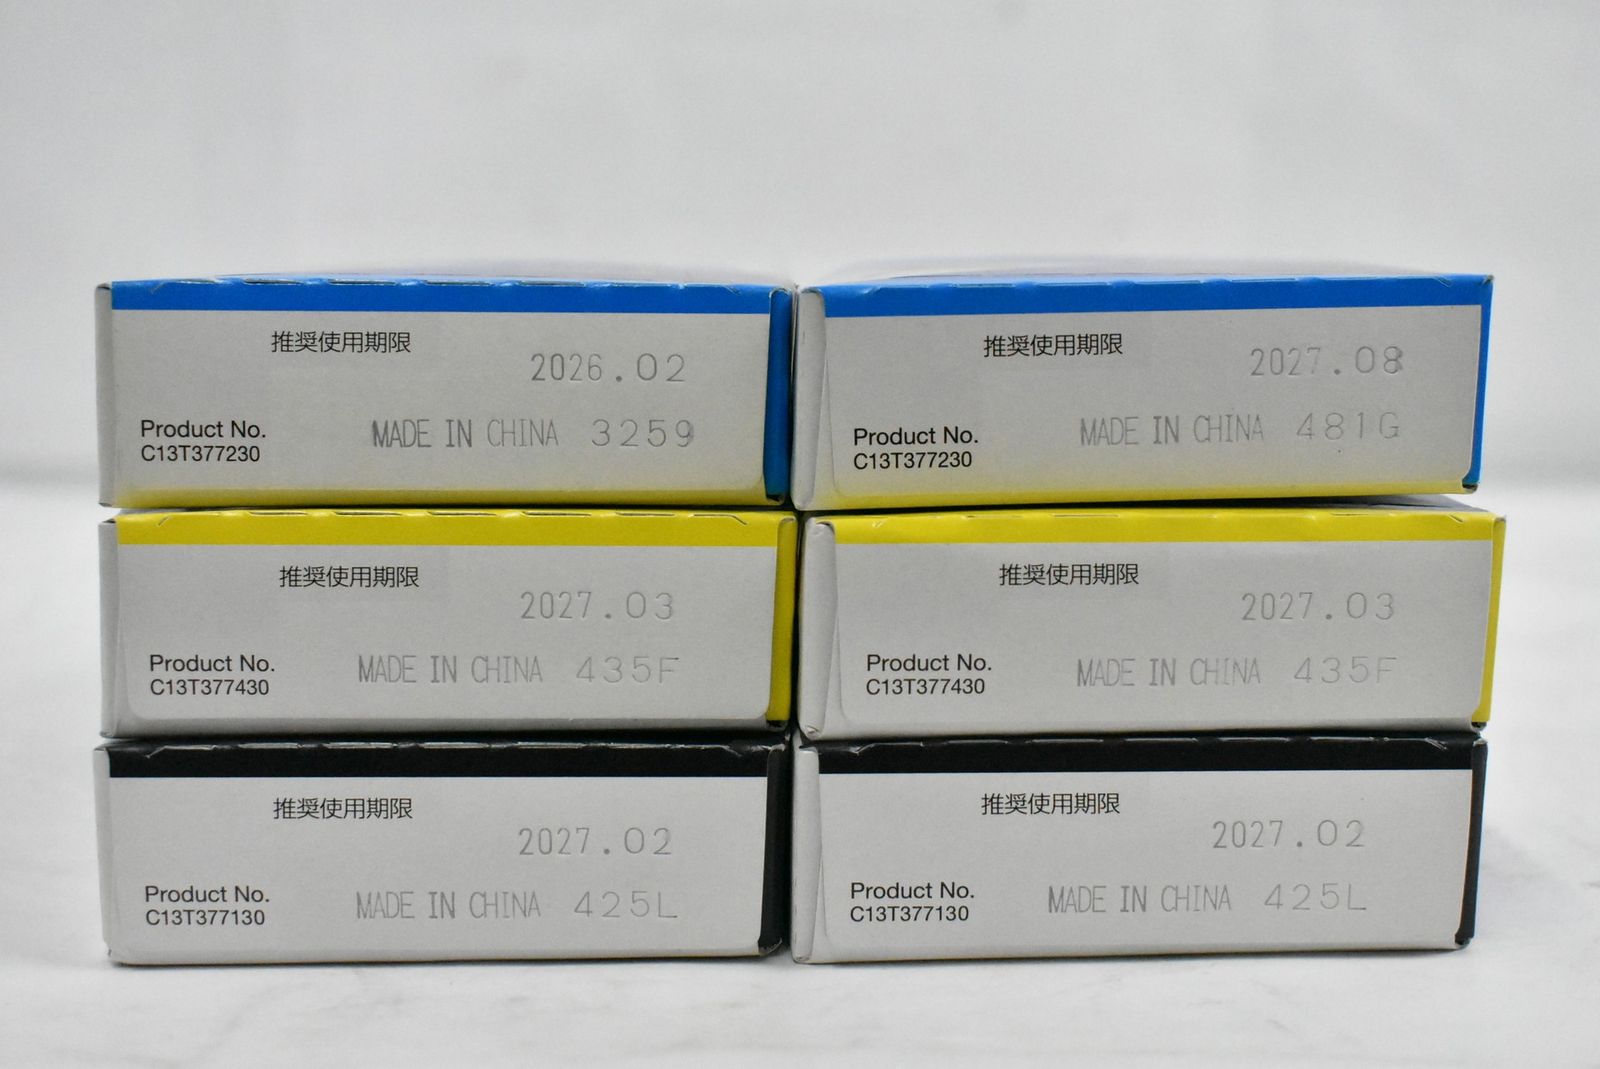 推奨使用期限
2026.02
Product No.
C13T377230
MADE IN CHINA 3259
推奨使用期限
2027.08
Product No.
C13T377230
MADE IN CHINA 481G
推奨使用期限
2027.03
Product No.
C13T377430
MADE IN CHINA 435F
推奨使用期限
2027.03
Product No.
C13T377430
MADE IN CHINA 435F
推奨使用期限
2027.02
Product No.
C13T377130
MADE IN CHINA 425L
推奨使用期限
2027.02
Product No.
C13T377130
MADE IN CHINA 425L